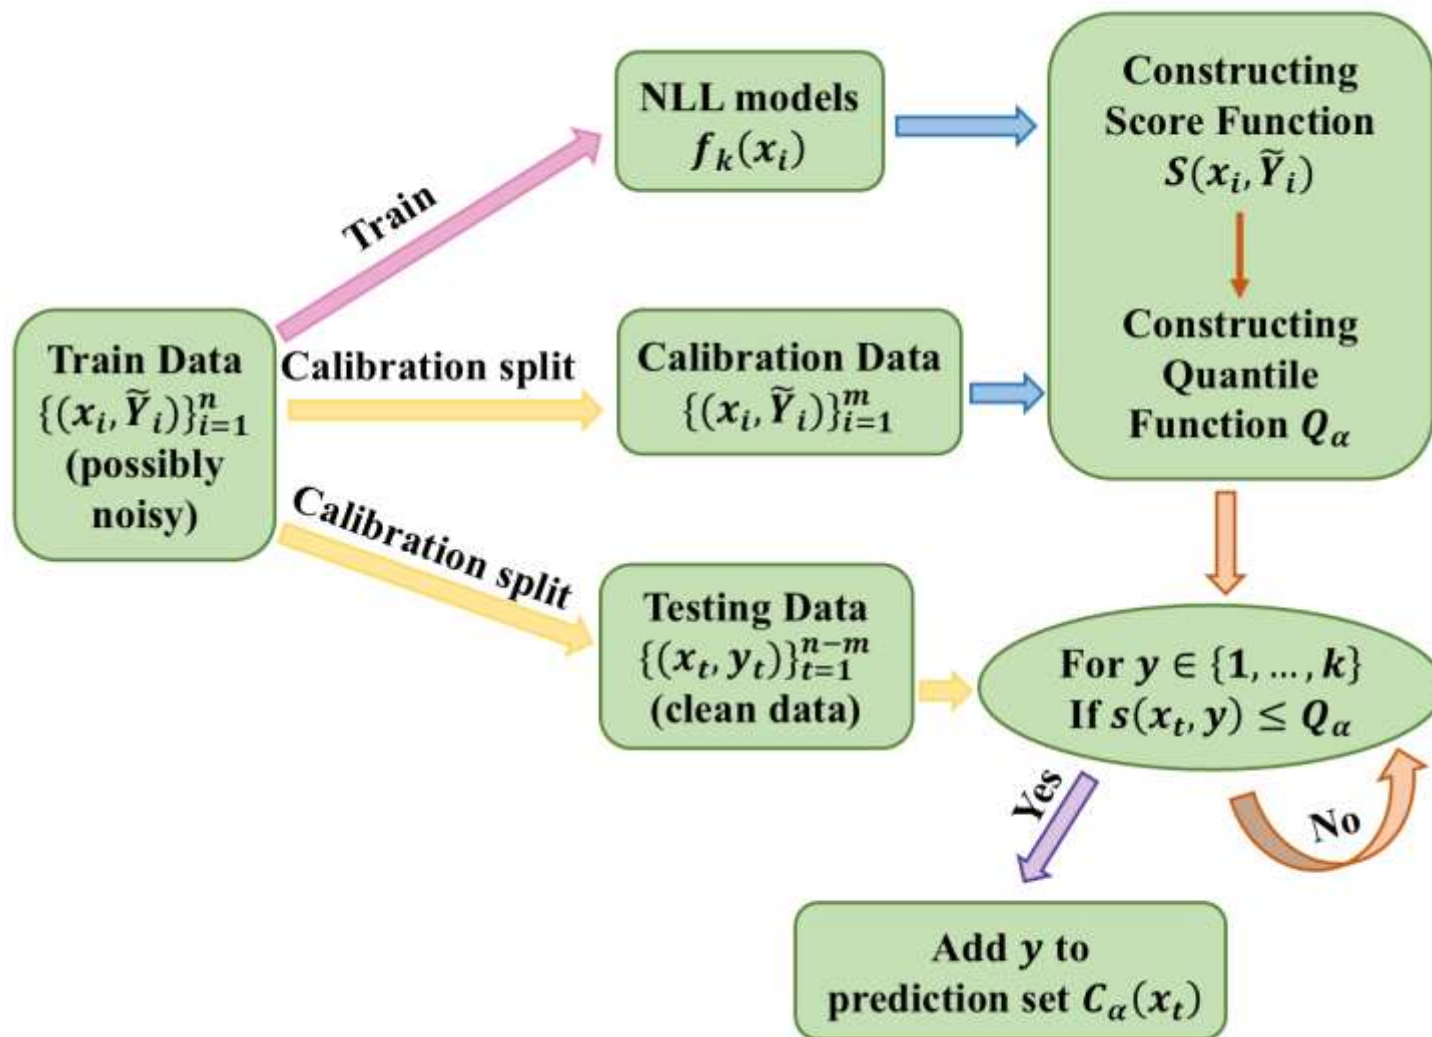 NLL models
f_k(x_i)
Constructing
Score Function
S(x_i, Ỹ_i)
Train
Train Data
{(x_i, Ỹ_i)}_{i=1}^{n}
(possibly
noisy)
Calibration split
Calibration Data
{(x_i, Ỹ_i)}_{i=1}^{m}
Constructing
Quantile
Function Q_α
Calibration split
Testing Data
{(x_t, y_t)}_{t=1}^{n−m}
(clean data)
For y ∈ {1, …, k}
If s(x_t, y) ≤ Q_α
Yes
No
Add y to
prediction set C_α(x_t)